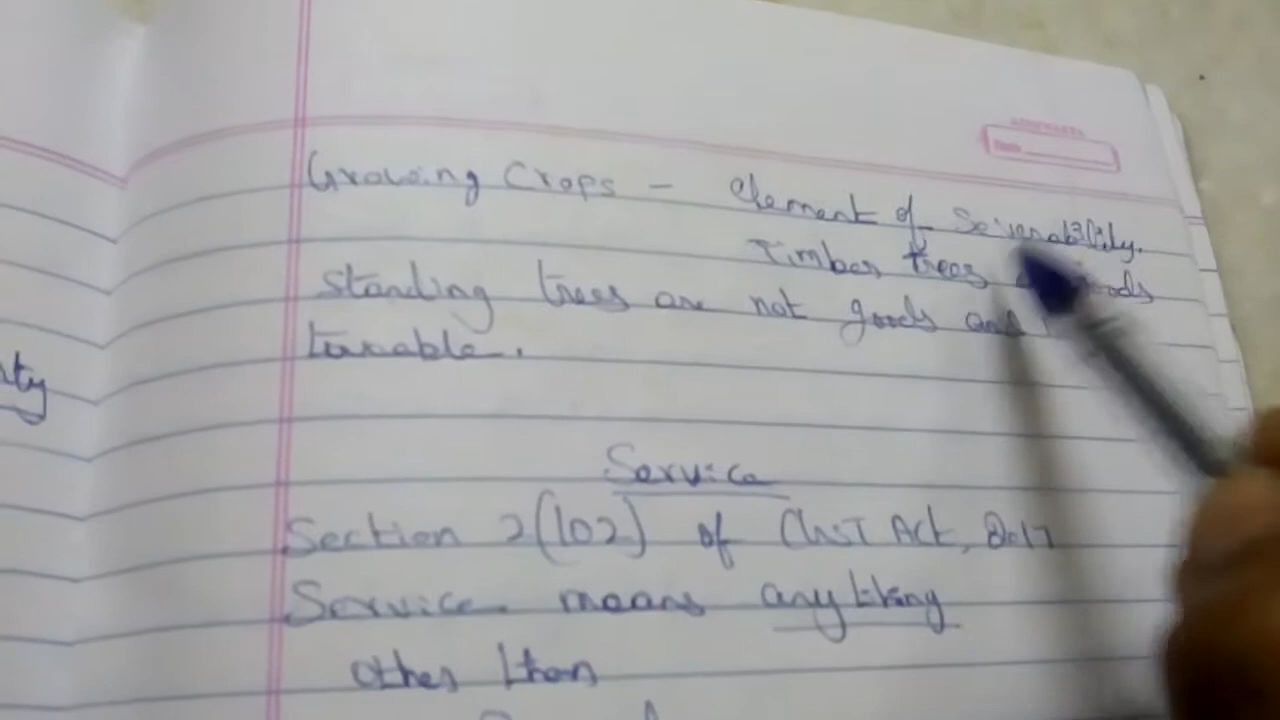 Growing Crops - element of Severability.
Timber trees
Standing trees are not goods and
taxable.
Service
Section 2(102) of CGST Act, 2017
Service means anything
other than